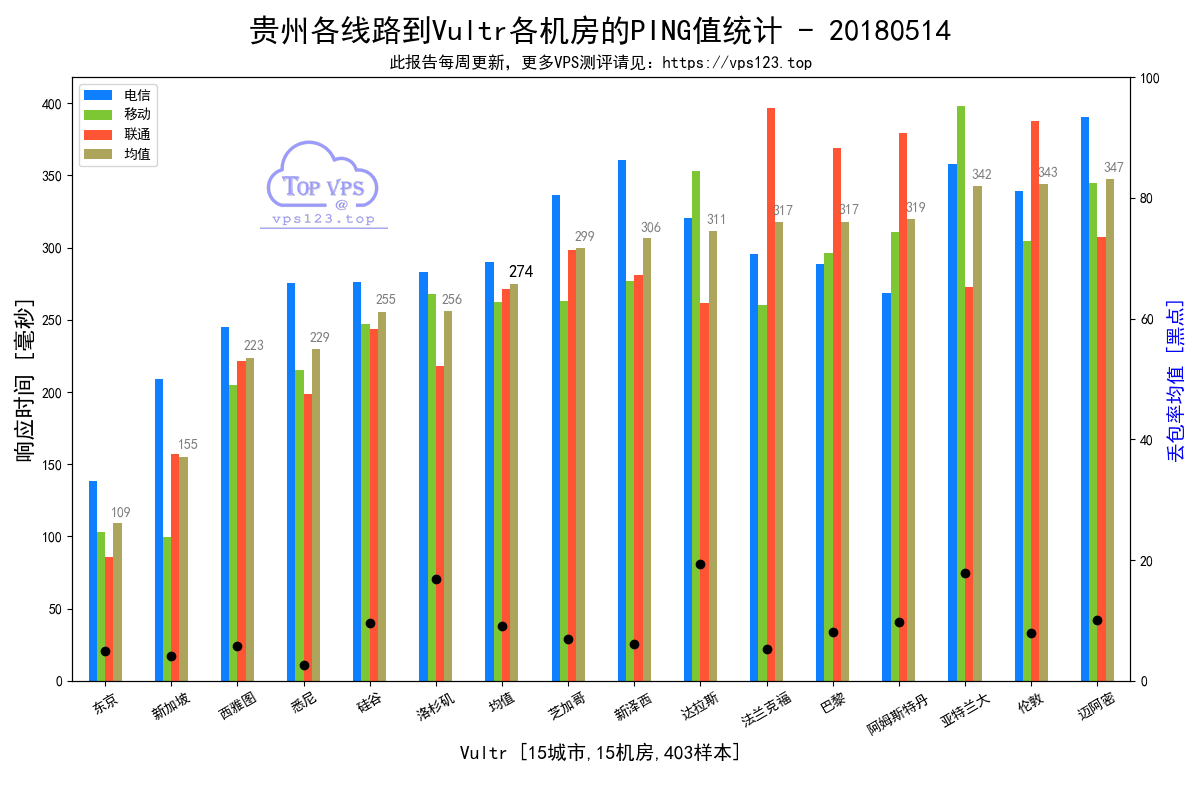 贵州各线路到Vultr各机房的PING值统计 - 20180514
此报告每周更新, 更多VPS测评请见: https://vps123.top
电信
移动
联通
均值
TOP VPS
@
vps123.top
响应时间 [毫秒]
丢包率均值 [黑点]
400
350
300
250
200
150
100
50
0
100
80
60
40
20
0
109
155
223
229
255
256
274
299
306
311
317
317
319
342
343
347
东京
新加坡
西雅图
悉尼
硅谷
洛杉矶
均值
芝加哥
新泽西
达拉斯
法兰克福
巴黎
阿姆斯特丹
亚特兰大
伦敦
迈阿密
Vultr [15城市,15机房,403样本]